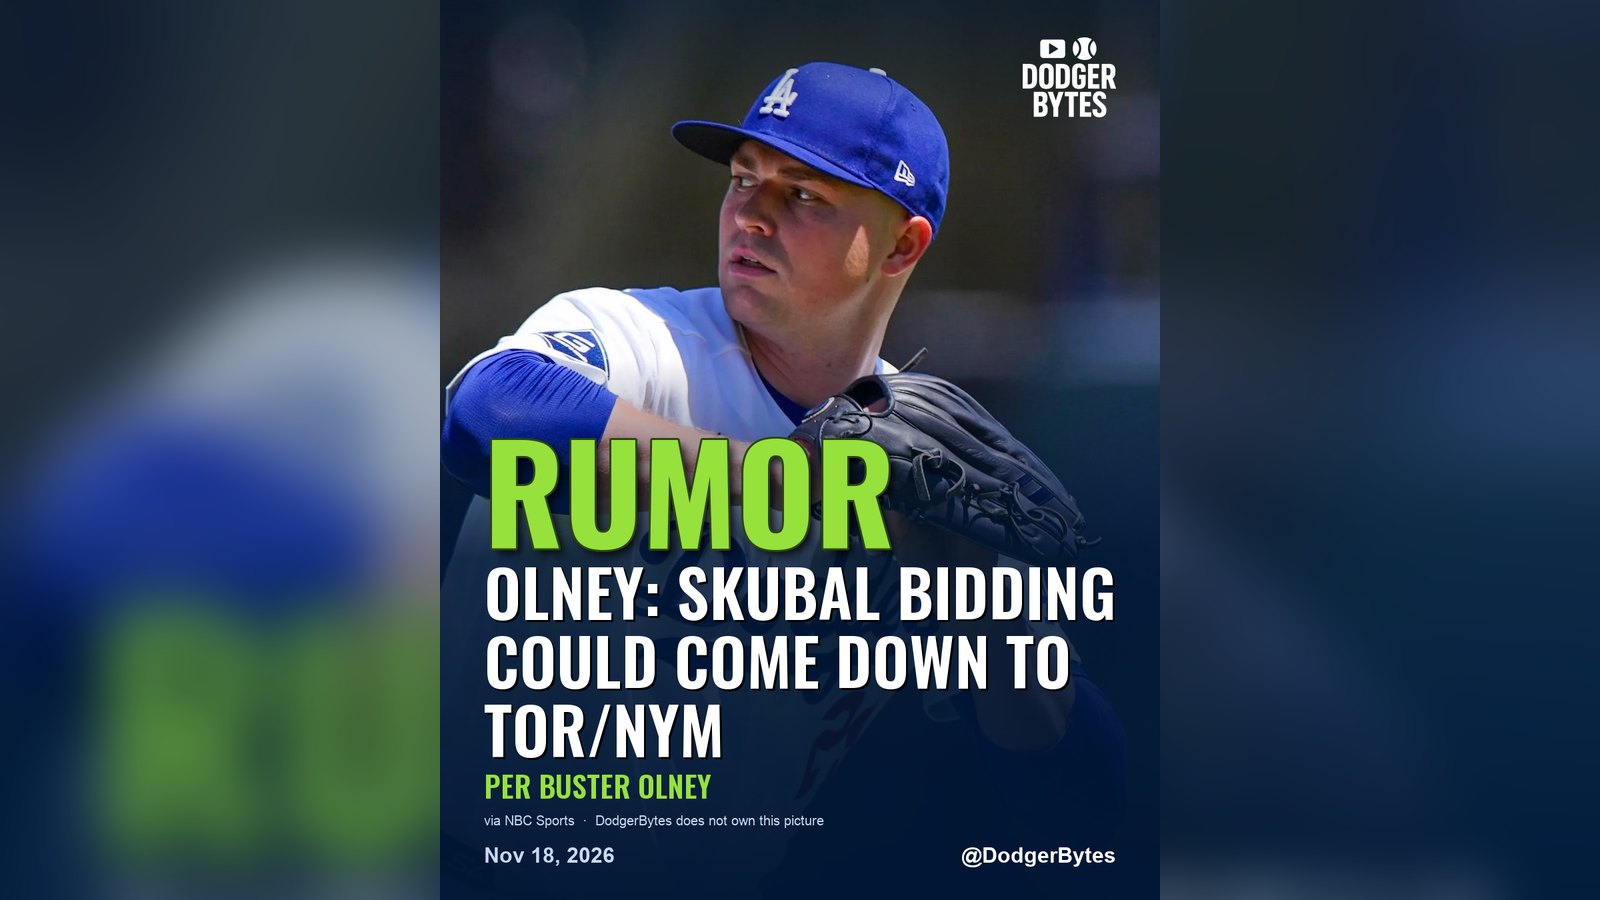 LA
DODGER
BYTES
RUMOR
OLNEY: SKUBAL BIDDING
COULD COME DOWN TO
TOR/NYM
PER BUSTER OLNEY
via NBC Sports · DodgerBytes does not own this picture
Nov 18, 2026
@DodgerBytes